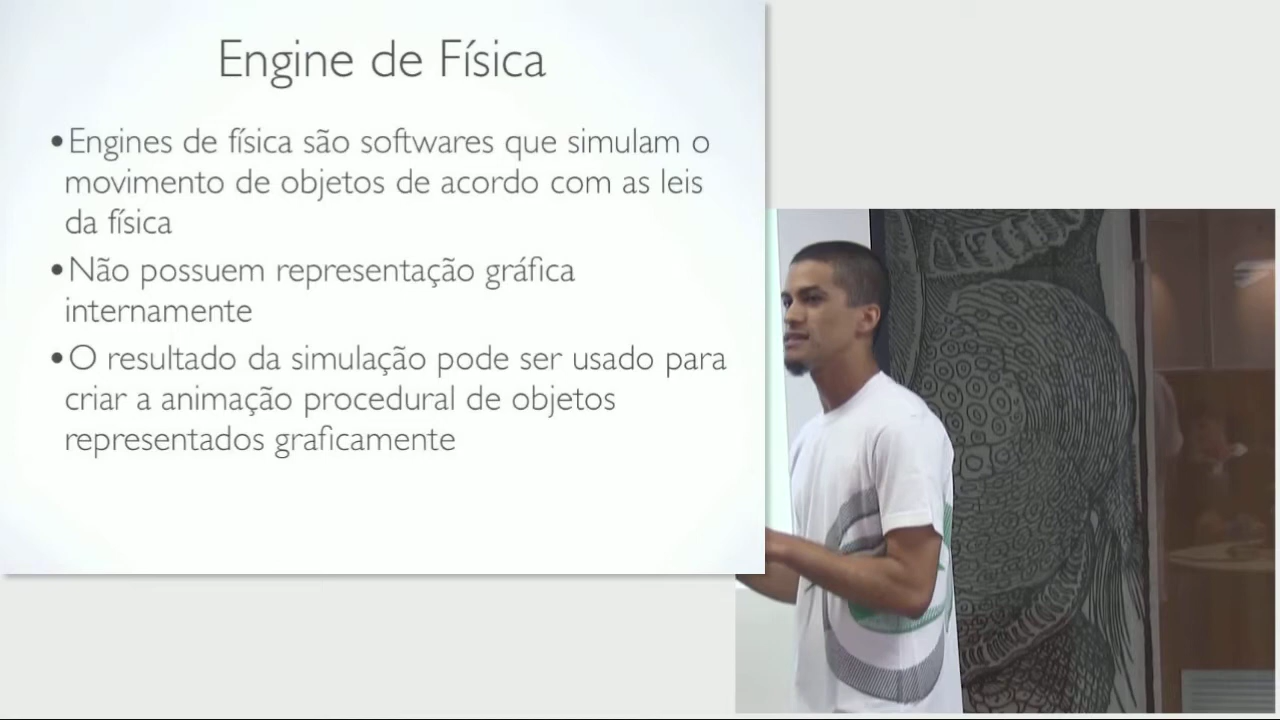 Engine de Física
•Engines de física são softwares que simulam o
movimento de objetos de acordo com as leis
da física
•Não possuem representação gráfica
internamente
•O resultado da simulação pode ser usado para
criar a animação procedural de objetos
representados graficamente